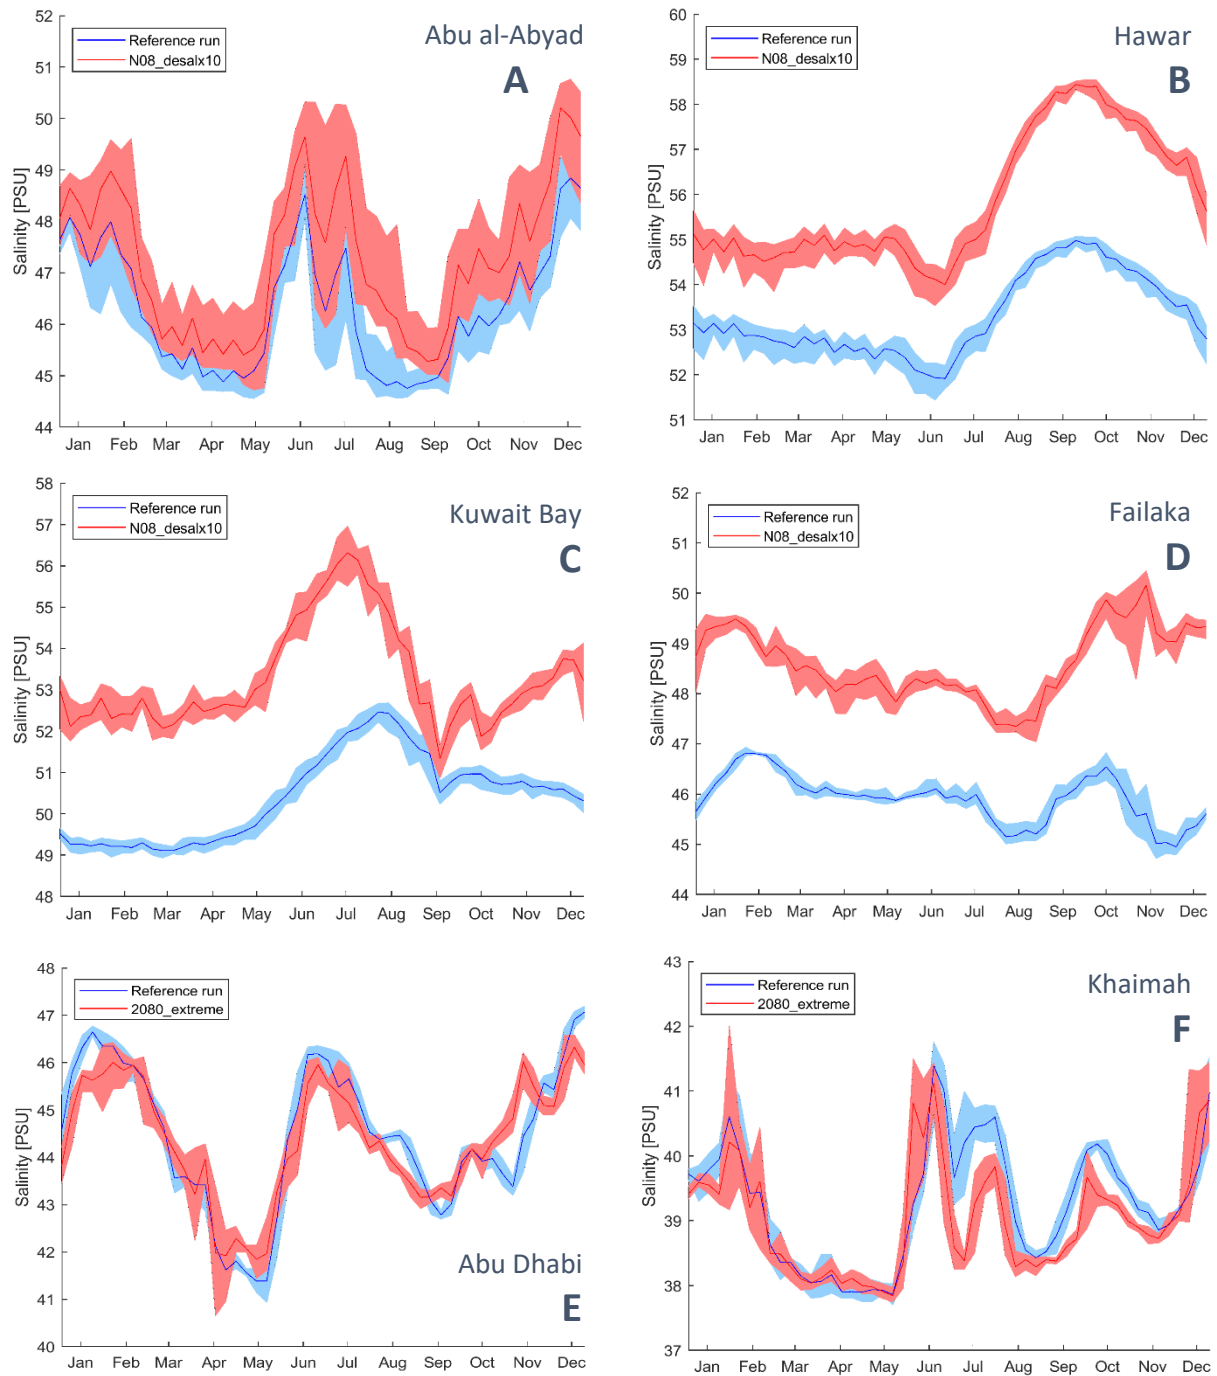 52
51
50
49
48
47
46
45
44
Salinity [PSU]
Reference run
N08_desalx10
Abu al-Abyad
A
Jan Feb Mar Apr May Jun Jul Aug Sep Oct Nov Dec
60
59
58
57
56
55
54
53
52
51
Salinity [PSU]
Reference run
N08_desalx10
Hawar
B
Jan Feb Mar Apr May Jun Jul Aug Sep Oct Nov Dec
58
57
56
55
54
53
52
51
50
49
48
Salinity [PSU]
Reference run
N08_desalx10
Kuwait Bay
C
Jan Feb Mar Apr May Jun Jul Aug Sep Oct Nov Dec
52
51
50
49
48
47
46
45
44
Salinity [PSU]
Reference run
N08_desalx10
Failaka
D
Jan Feb Mar Apr May Jun Jul Aug Sep Oct Nov Dec
48
47
46
45
44
43
42
41
40
Salinity [PSU]
Reference run
2080_extreme
Abu Dhabi
E
Jan Feb Mar Apr May Jun Jul Aug Sep Oct Nov Dec
43
42
41
40
39
38
37
Salinity [PSU]
Reference run
2080_extreme
Khaimah
F
Jan Feb Mar Apr May Jun Jul Aug Sep Oct Nov Dec